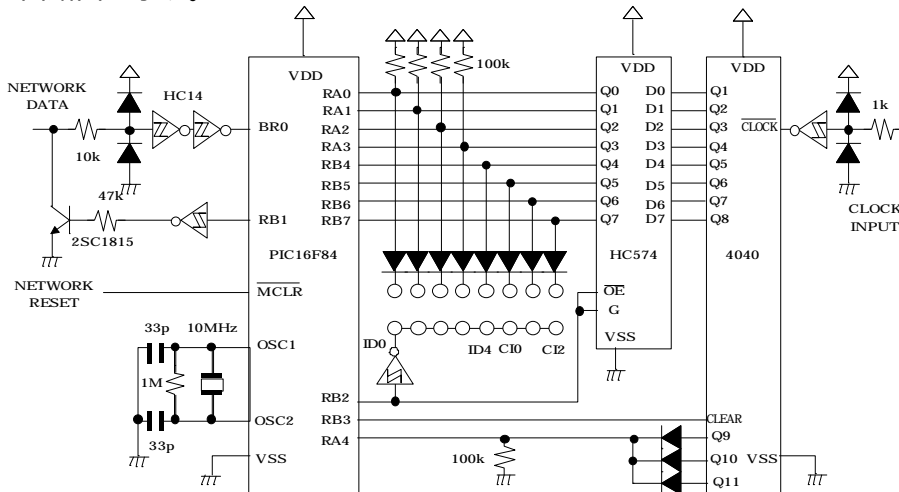 VDD
VDD
VDD
100k
NETWORK
DATA
HC14
10k
BR0
RA0
RA1
RA2
RA3
RB4
RB5
RB6
RB7
Q0
Q1
Q2
Q3
Q4
Q5
Q6
Q7
D0
D1
D2
D3
D4
D5
D6
D7
Q1
Q2
Q3
Q4
Q5
Q6
Q7
Q8
CLOCK
1k
CLOCK
INPUT
47k
2SC1815
RB1
PIC16F84
HC574
4040
NETWORK
RESET
MCLR
OE
G
VSS
33p
10MHz
OSC1
1M
OSC2
33p
VSS
ID0
ID4
CI0
CI2
RB2
RB3
RA4
100k
CLEAR
Q9
Q10
Q11
VSS